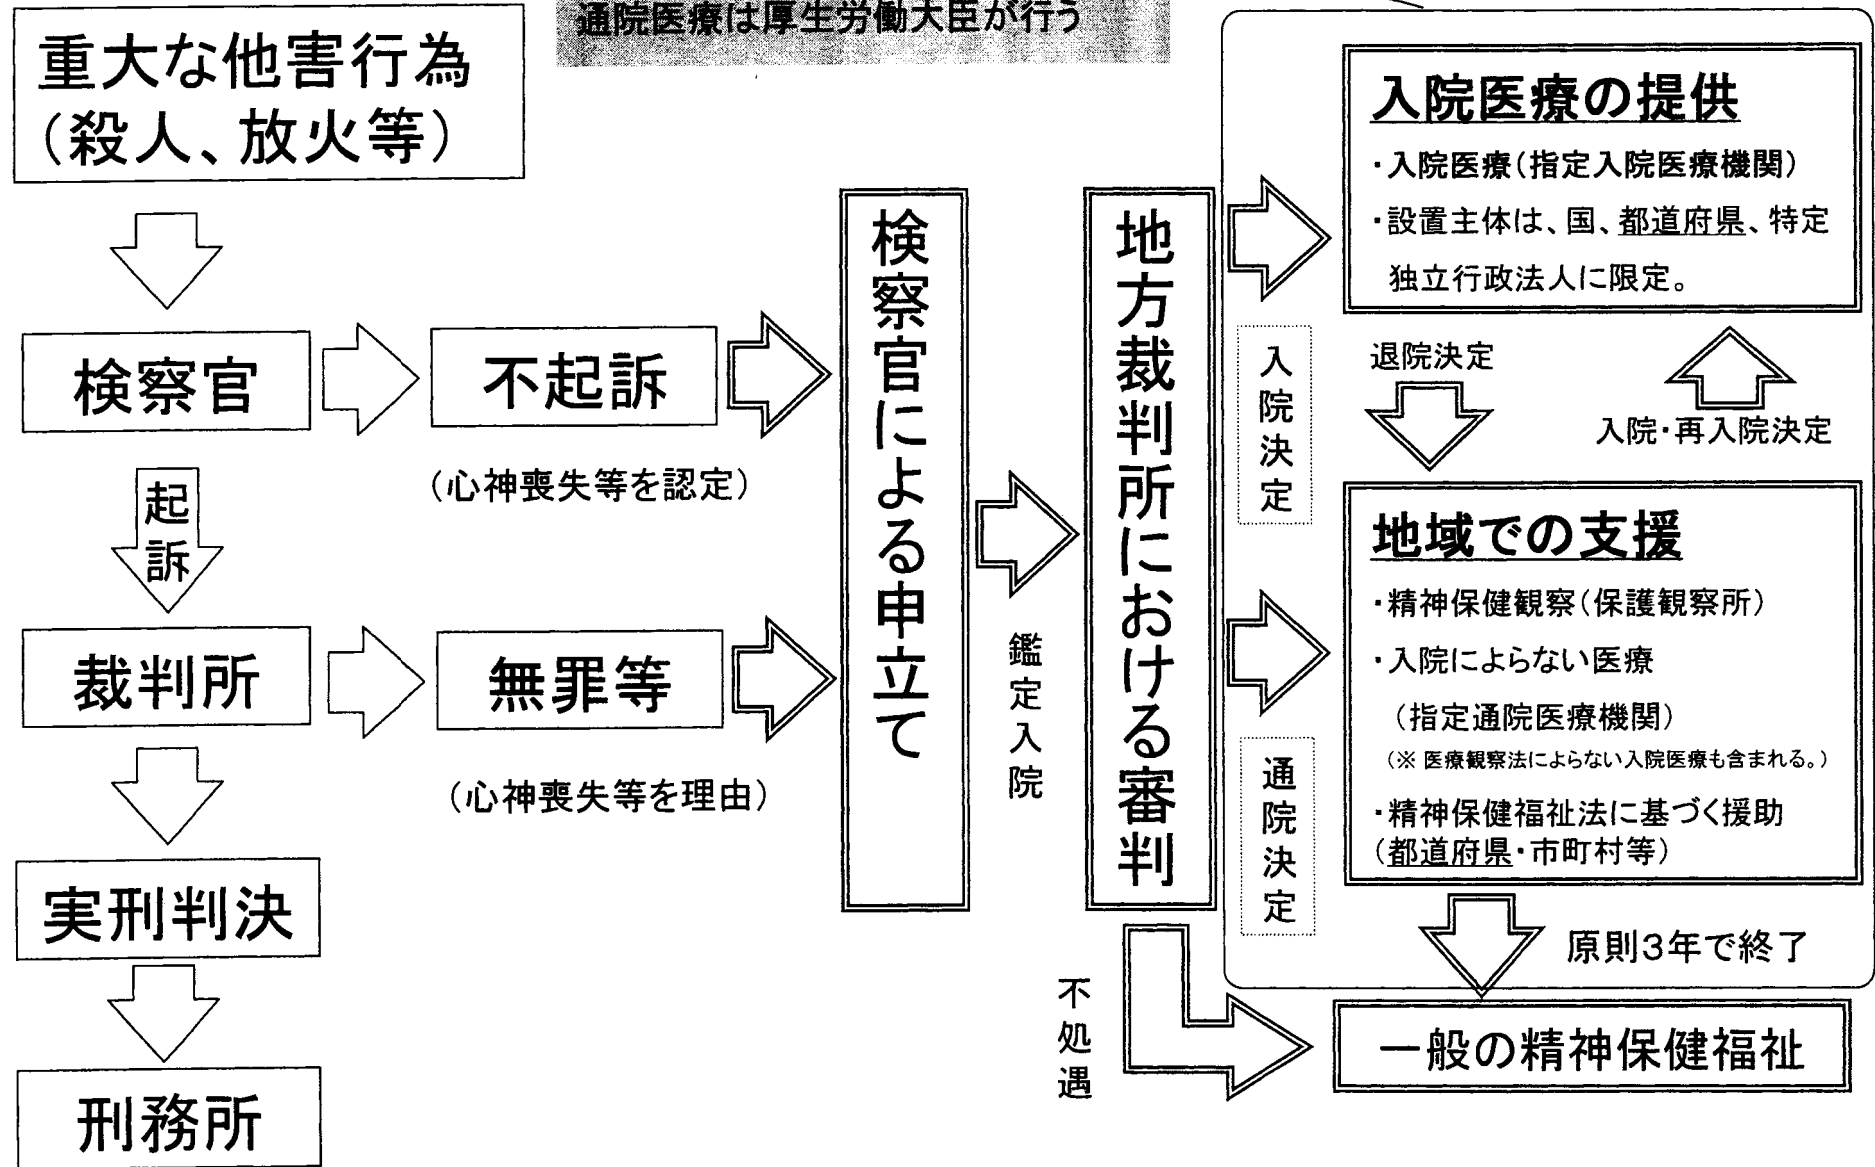 通院医療は厚生労働大臣が行う
重大な他害行為
(殺人、放火等)
検察官
不起訴
(心神喪失等を認定)
起訴
裁判所
無罪等
(心神喪失等を理由)
実刑判決
刑務所
検察官による申立て
鑑定入院
地方裁判所における審判
入院決定
通院決定
不処遇
入院医療の提供
・入院医療(指定入院医療機関)
・設置主体は、国、都道府県、特定
独立行政法人に限定。
退院決定
入院・再入院決定
地域での支援
・精神保健観察(保護観察所)
・入院によらない医療
(指定通院医療機関)
(※ 医療観察法によらない入院医療も含まれる。)
・精神保健福祉法に基づく援助
(都道府県・市町村等)
原則3年で終了
一般の精神保健福祉